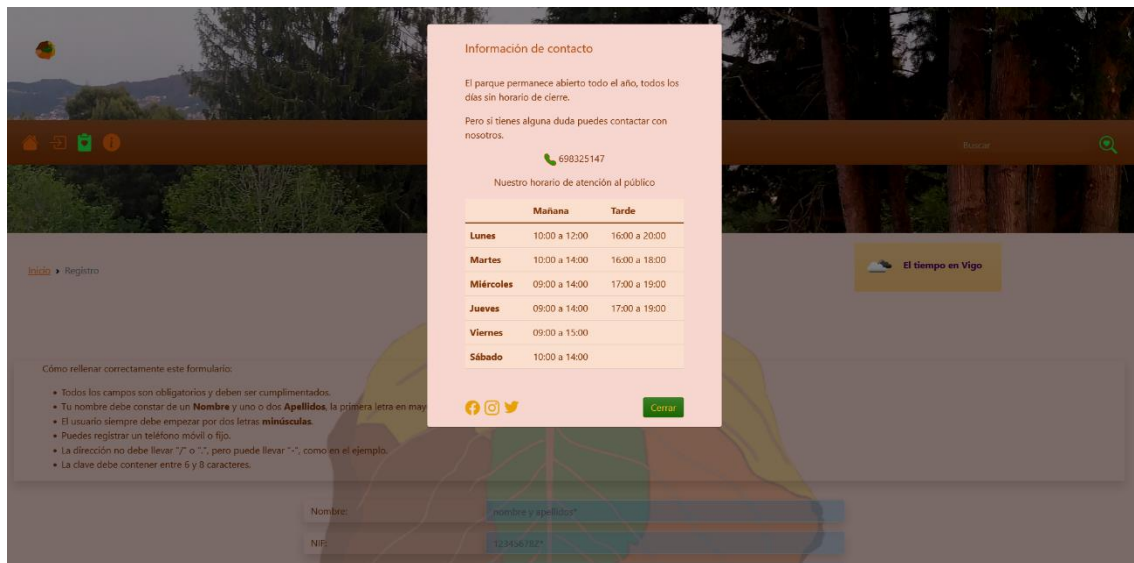 Información de contacto
El parque permanece abierto todo el año, todos los
días sin horario de cierre.
Pero si tienes alguna duda puedes contactar con
nosotros.
698325147
Nuestro horario de atención al público
Mañana Tarde
Lunes 10:00 a 12:00 16:00 a 20:00
Martes 10:00 a 14:00 16:00 a 18:00
Miércoles 09:00 a 14:00 17:00 a 19:00
Jueves 09:00 a 14:00 17:00 a 19:00
Viernes 09:00 a 15:00
Sábado 10:00 a 14:00
Cerrar
Buscar
Inicio › Registro
El tiempo en Vigo
Cómo rellenar correctamente este formulario:
• Todos los campos son obligatorios y deben ser cumplimentados.
• Tu nombre debe constar de un Nombre y uno o dos Apellidos, la primera letra en may
• El usuario siempre debe empezar por dos letras minúsculas.
• Puedes registrar un teléfono móvil o fijo.
• La dirección no debe llevar "/" o ".", pero puede llevar "-", como en el ejemplo.
• La clave debe contener entre 6 y 8 caracteres.
Nombre: nombre y apellidos*
NIF: 12345678Z*